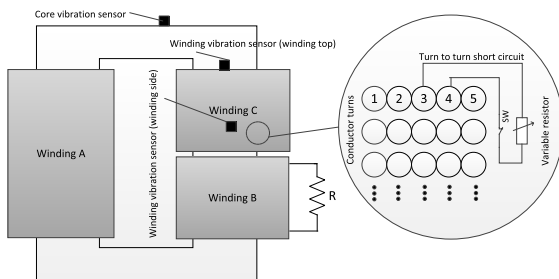 Core vibration sensor
Winding vibration sensor (winding top)
Winding vibration sensor (winding side)
Winding A
Winding C
Winding B
R
Turn to turn short circuit
Conductor turns
1 2 3 4 5
SW
Variable resistor